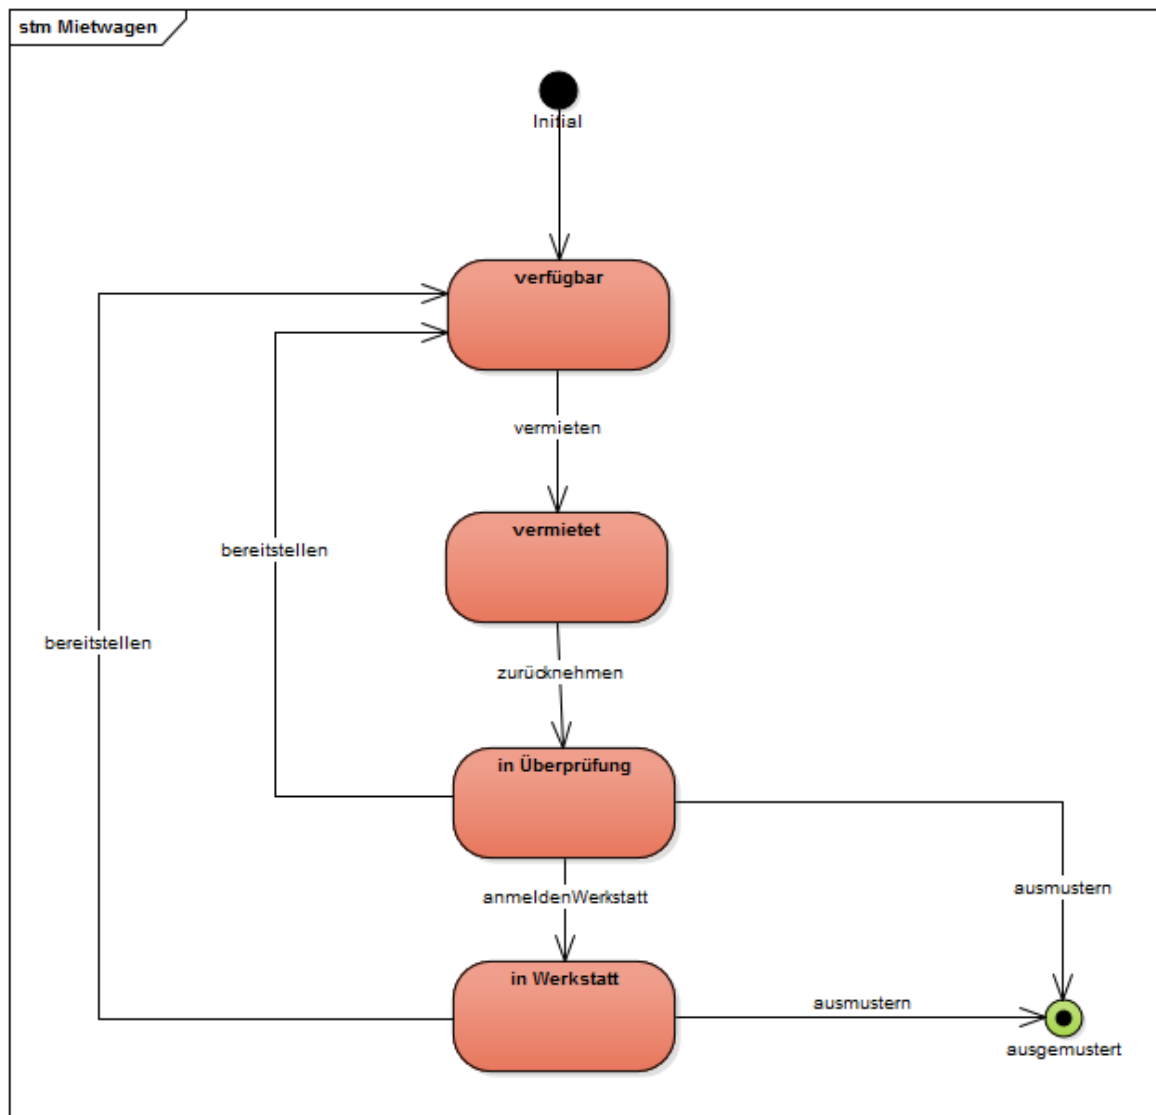 stm Mietwagen
Initial
verfügbar
vermieten
vermietet
bereitstellen
bereitstellen
zurücknehmen
in Überprüfung
ausmustern
anmeldenWerkstatt
in Werkstatt
ausmustern
ausgemustert